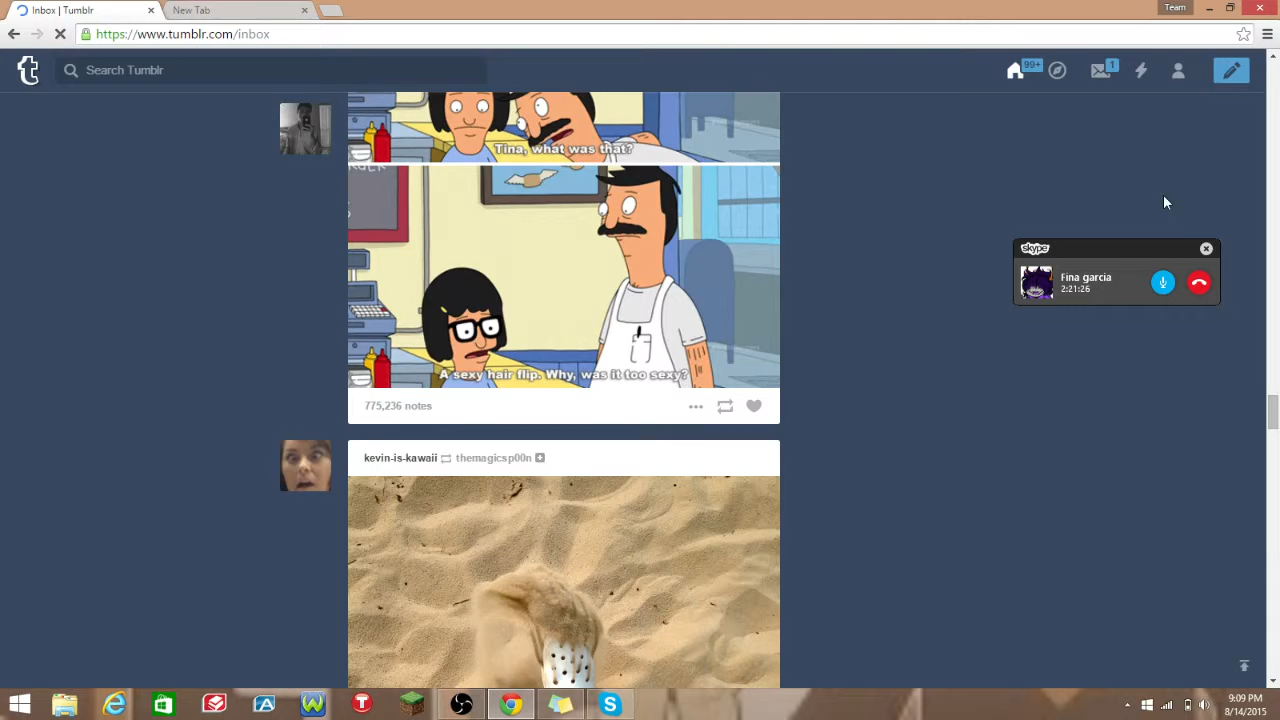 Inbox | Tumblr
New Tab
Team
https://www.tumblr.com/inbox
Search Tumblr
99+
1
Tina, what was that?
A sexy hair flip. Why, was it too sexy?
775,236 notes
skype
Fina garcia
2:21:26
kevin-is-kawaii themagicsp00n
9:09 PM
8/14/2015